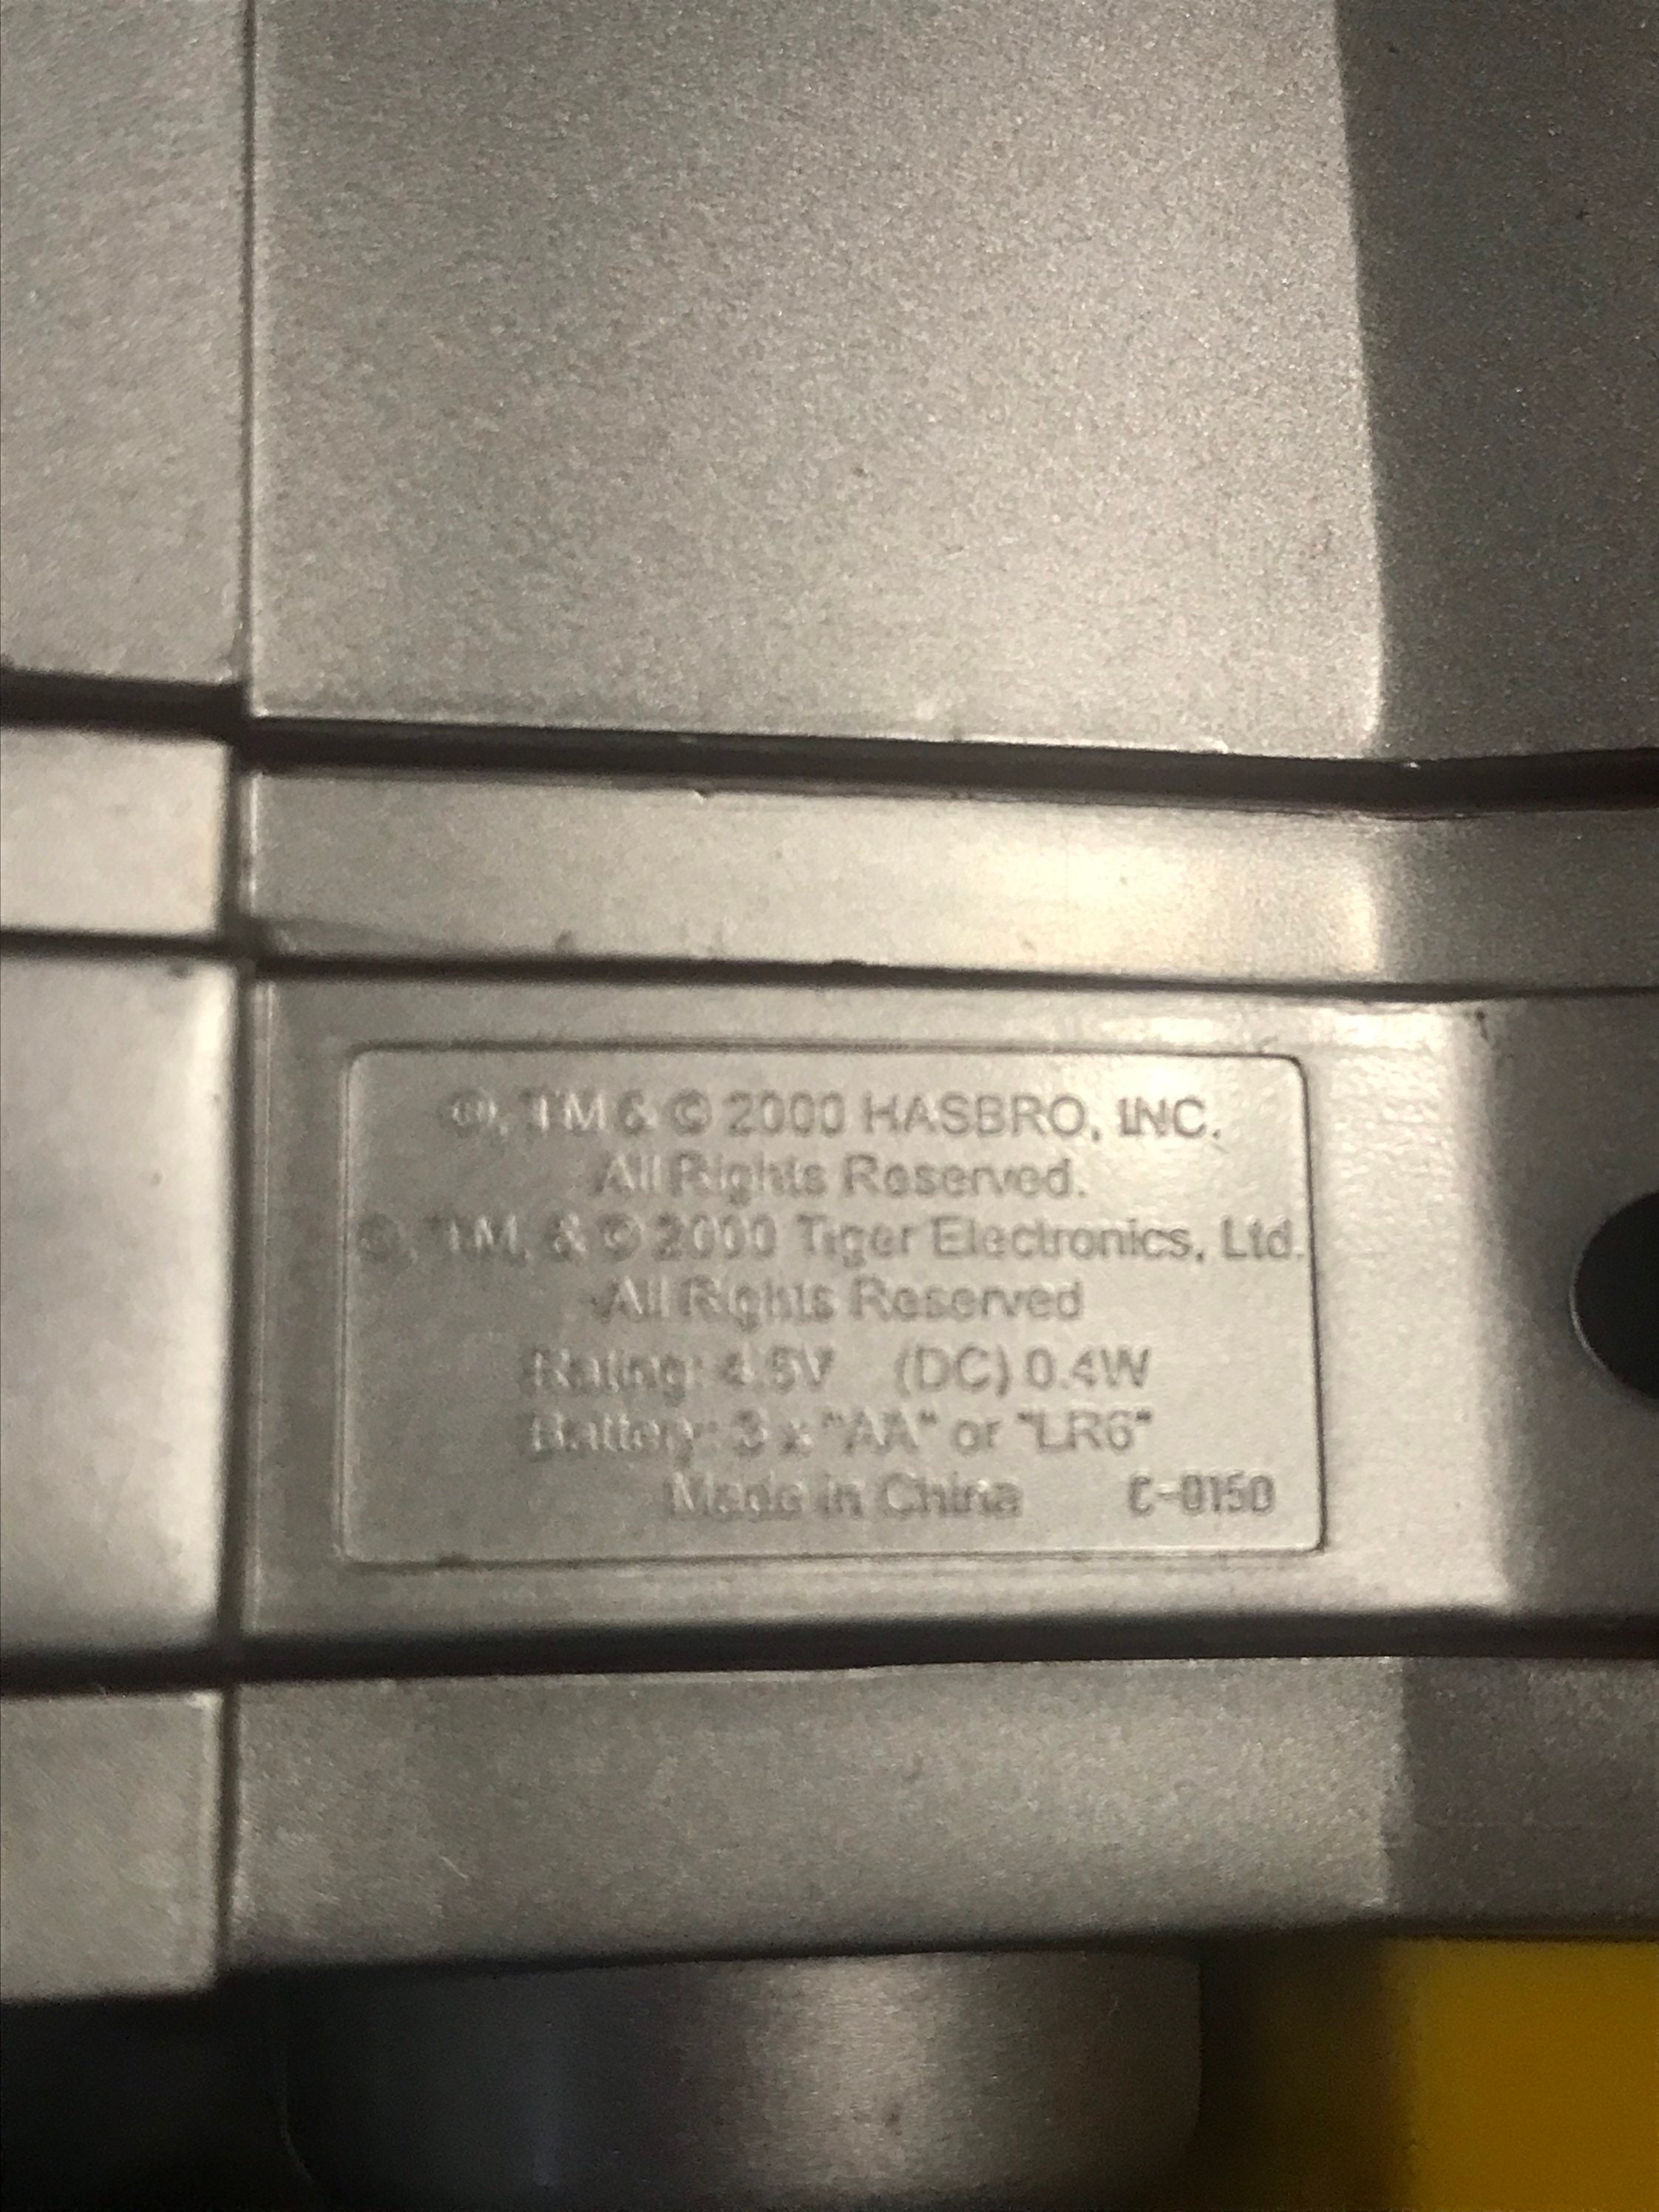 ®, TM & © 2000 HASBRO, INC.
All Rights Reserved.
®, TM, & © 2000 Tiger Electronics, Ltd.
All Rights Reserved
Rating: 4.5V (DC) 0.4W
Battery: 3 x "AA" or "LR6"
Made in China C-0150